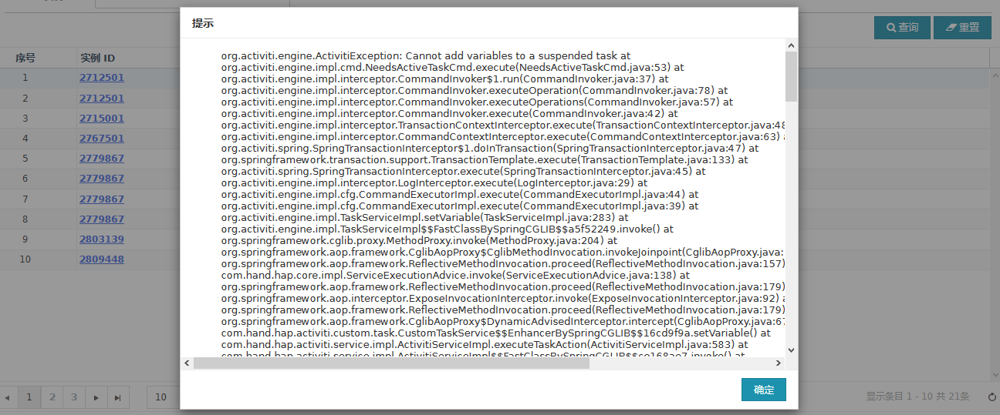 提示
查询
重置
序号
实例 ID
1
2712501
2
2712501
3
2715001
4
2767501
5
2779867
6
2779867
7
2779867
8
2779867
9
2803139
10
2809448
org.activiti.engine.ActivitiException: Cannot add variables to a suspended task at
org.activiti.engine.impl.cmd.NeedsActiveTaskCmd.execute(NeedsActiveTaskCmd.java:53) at
org.activiti.engine.impl.interceptor.CommandInvoker$1.run(CommandInvoker.java:37) at
org.activiti.engine.impl.interceptor.CommandInvoker.executeOperation(CommandInvoker.java:78) at
org.activiti.engine.impl.interceptor.CommandInvoker.executeOperations(CommandInvoker.java:57) at
org.activiti.engine.impl.interceptor.CommandInvoker.execute(CommandInvoker.java:42) at
org.activiti.engine.impl.interceptor.TransactionContextInterceptor.execute(TransactionContextInterceptor.java:48
org.activiti.engine.impl.interceptor.CommandContextInterceptor.execute(CommandContextInterceptor.java:63)
org.activiti.spring.SpringTransactionInterceptor$1.doInTransaction(SpringTransactionInterceptor.java:47) at
org.springframework.transaction.support.TransactionTemplate.execute(TransactionTemplate.java:133) at
org.activiti.spring.SpringTransactionInterceptor.execute(SpringTransactionInterceptor.java:45) at
org.activiti.engine.impl.interceptor.LogInterceptor.execute(LogInterceptor.java:29) at
org.activiti.engine.impl.cfg.CommandExecutorImpl.execute(CommandExecutorImpl.java:44) at
org.activiti.engine.impl.cfg.CommandExecutorImpl.execute(CommandExecutorImpl.java:39) at
org.activiti.engine.impl.TaskServiceImpl.setVariable(TaskServiceImpl.java:283) at
org.activiti.engine.impl.TaskServiceImpl$$FastClassBySpringCGLIB$$a5f52249.invoke() at
org.springframework.cglib.proxy.MethodProxy.invoke(MethodProxy.java:204) at
org.springframework.aop.framework.CglibAopProxy$CglibMethodInvocation.invokeJoinpoint(CglibAopProxy.java:
org.springframework.aop.framework.ReflectiveMethodInvocation.proceed(ReflectiveMethodInvocation.java:157)
com.hand.hap.core.impl.ServiceExecutionAdvice.invoke(ServiceExecutionAdvice.java:138) at
org.springframework.aop.framework.ReflectiveMethodInvocation.proceed(ReflectiveMethodInvocation.java:179)
org.springframework.aop.interceptor.ExposeInvocationInterceptor.invoke(ExposeInvocationInterceptor.java:92)
org.springframework.aop.framework.ReflectiveMethodInvocation.proceed(ReflectiveMethodInvocation.java:179)
org.springframework.aop.framework.CglibAopProxy$DynamicAdvisedInterceptor.intercept(CglibAopProxy.java:67
com.hand.hap.activiti.custom.task.CustomTaskService$$EnhancerBySpringCGLIB$$16cd9f9a.setVariable() at
com.hand.hap.activiti.service.impl.ActivitiServiceImpl.executeTaskAction(ActivitiServiceImpl.java:583) at
com.hand.hap.activiti.service.impl.ActivitiServiceImpl$$FastClassBySpringCGLIB$$ce168ae7.invoke() at
确定
1 2 3
10
显示条目 1 - 10 共 21条